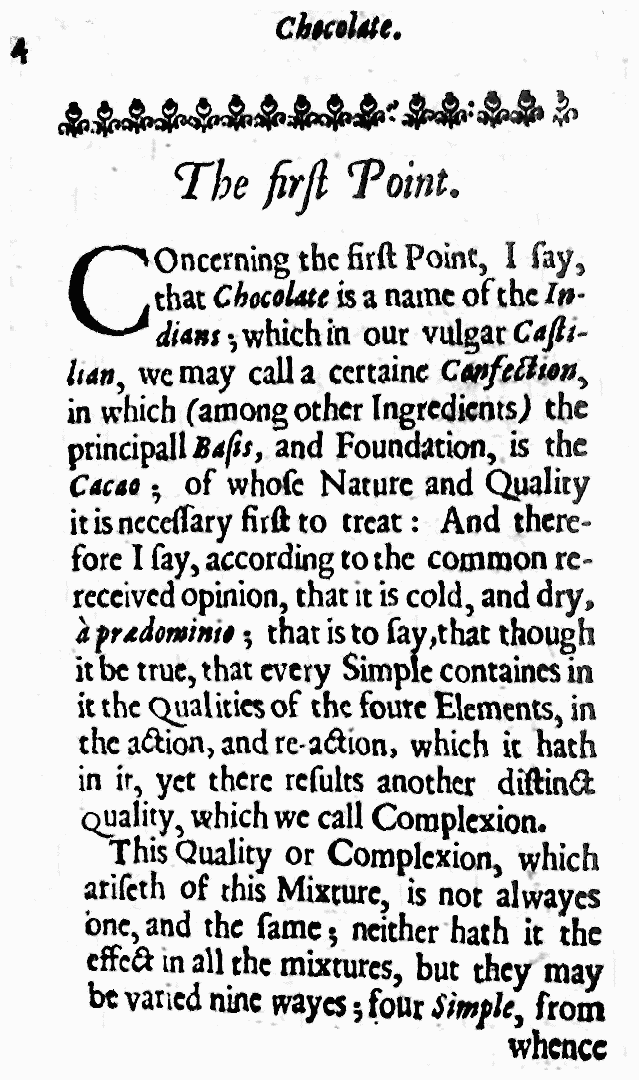 Chocolate.
4
The firſt Point.
COncerning the firſt Point, I ſay,
that Chocolate is a name of the In-
dians; which in our vulgar Caſti-
lian, we may call a certaine Confection,
in which (among other Ingredients) the
principall Baſis, and Foundation, is the
Cacao; of whoſe Nature and Quality
it is neceſſary firſt to treat: And there-
fore I ſay, according to the common re-
received opinion, that it is cold, and dry,
à prædominio; that is to ſay, that though
it be true, that every Simple containes in
it the Qualities of the foure Elements, in
the action, and re-action, which it hath
in it, yet there reſults another diſtinct
Quality, which we call Complexion.
This Quality or Complexion, which
ariſeth of this Mixture, is not alwayes
one, and the ſame; neither hath it the
effect in all the mixtures, but they may
be varied nine wayes; four Simple, from
whence